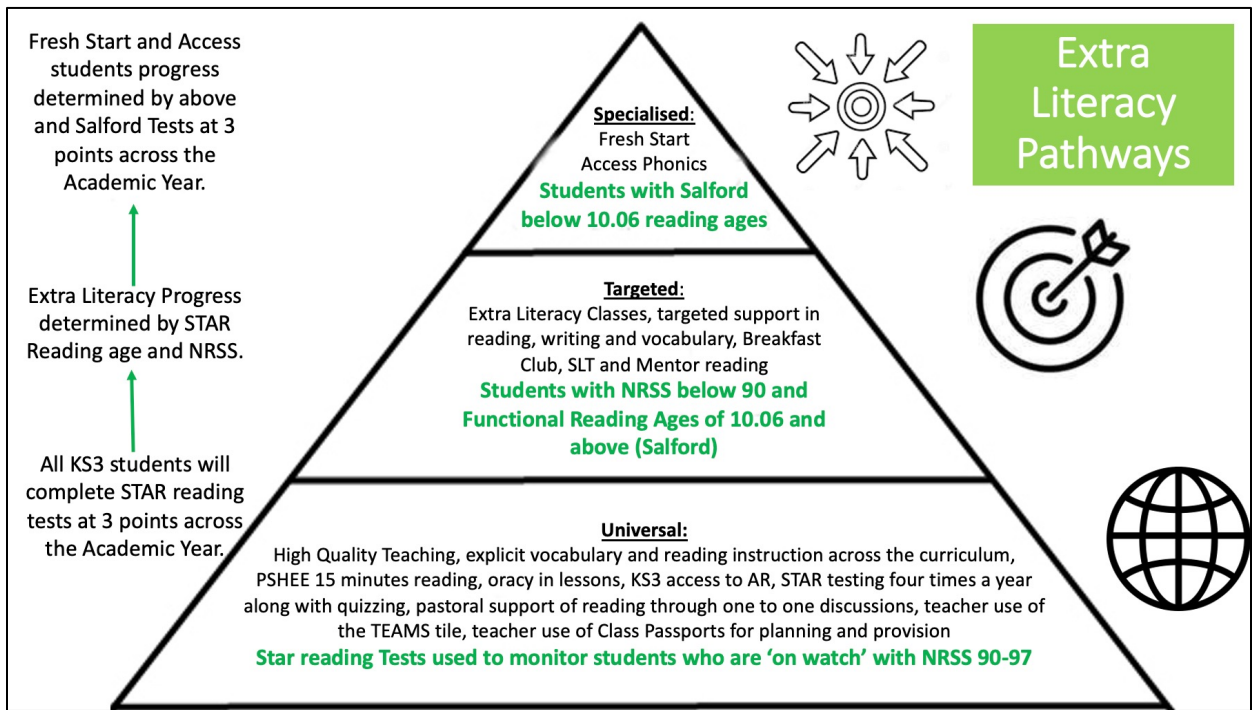 Fresh Start and Access
students progress
determined by above
and Salford Tests at 3
points across the
Academic Year.
Extra Literacy Progress
determined by STAR
Reading age and NRSS.
All KS3 students will
complete STAR reading
tests at 3 points across
the Academic Year.
Specialised:
Fresh Start
Access Phonics
Students with Salford
below 10.06 reading ages
Targeted:
Extra Literacy Classes, targeted support in
reading, writing and vocabulary, Breakfast
Club, SLT and Mentor reading
Students with NRSS below 90 and
Functional Reading Ages of 10.06 and
above (Salford)
Universal:
High Quality Teaching, explicit vocabulary and reading instruction across the curriculum,
PSHEE 15 minutes reading, oracy in lessons, KS3 access to AR, STAR testing four times a year
along with quizzing, pastoral support of reading through one to one discussions, teacher use of
the TEAMS tile, teacher use of Class Passports for planning and provision
Star reading Tests used to monitor students who are ‘on watch’ with NRSS 90-97
Extra
Literacy
Pathways